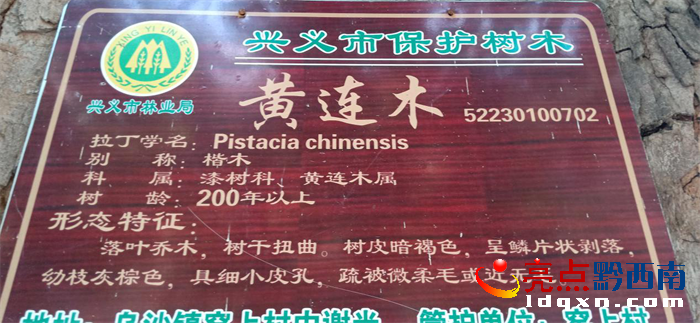 XING YI LIN YE
兴义市林业局
兴义市保护树木
黄连木
52230100702
拉丁学名：Pistacia chinensis
别 称：楷木
科 属：漆树科、黄连木属
树 龄：200年以上
形态特征：
落叶乔木，树干扭曲。树皮暗褐色，呈鳞片状剥落，
幼枝灰棕色，具细小皮孔，疏被微柔毛或近无毛。
亮点黔西南
ldqxn.com